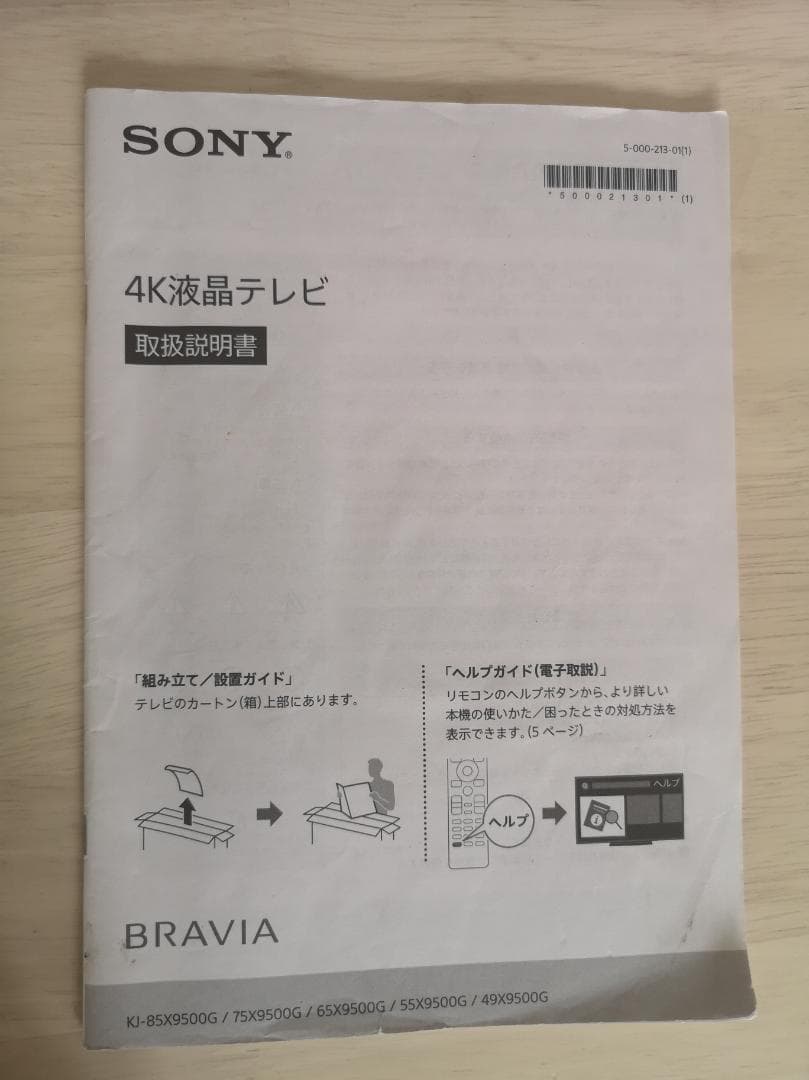 SONY®
5-000-213-01(1)
*500021301* (1)
4K液晶テレビ
取扱説明書
「組み立て／設置ガイド」
テレビのカートン（箱）上部にあります。
「ヘルプガイド（電子取説）」
リモコンのヘルプボタンから、より詳しい
本機の使いかた／困ったときの対処方法を
表示できます。（5 ページ）
ヘルプ
ヘルプ
BRAVIA
KJ-85X9500G / 75X9500G / 65X9500G / 55X9500G / 49X9500G